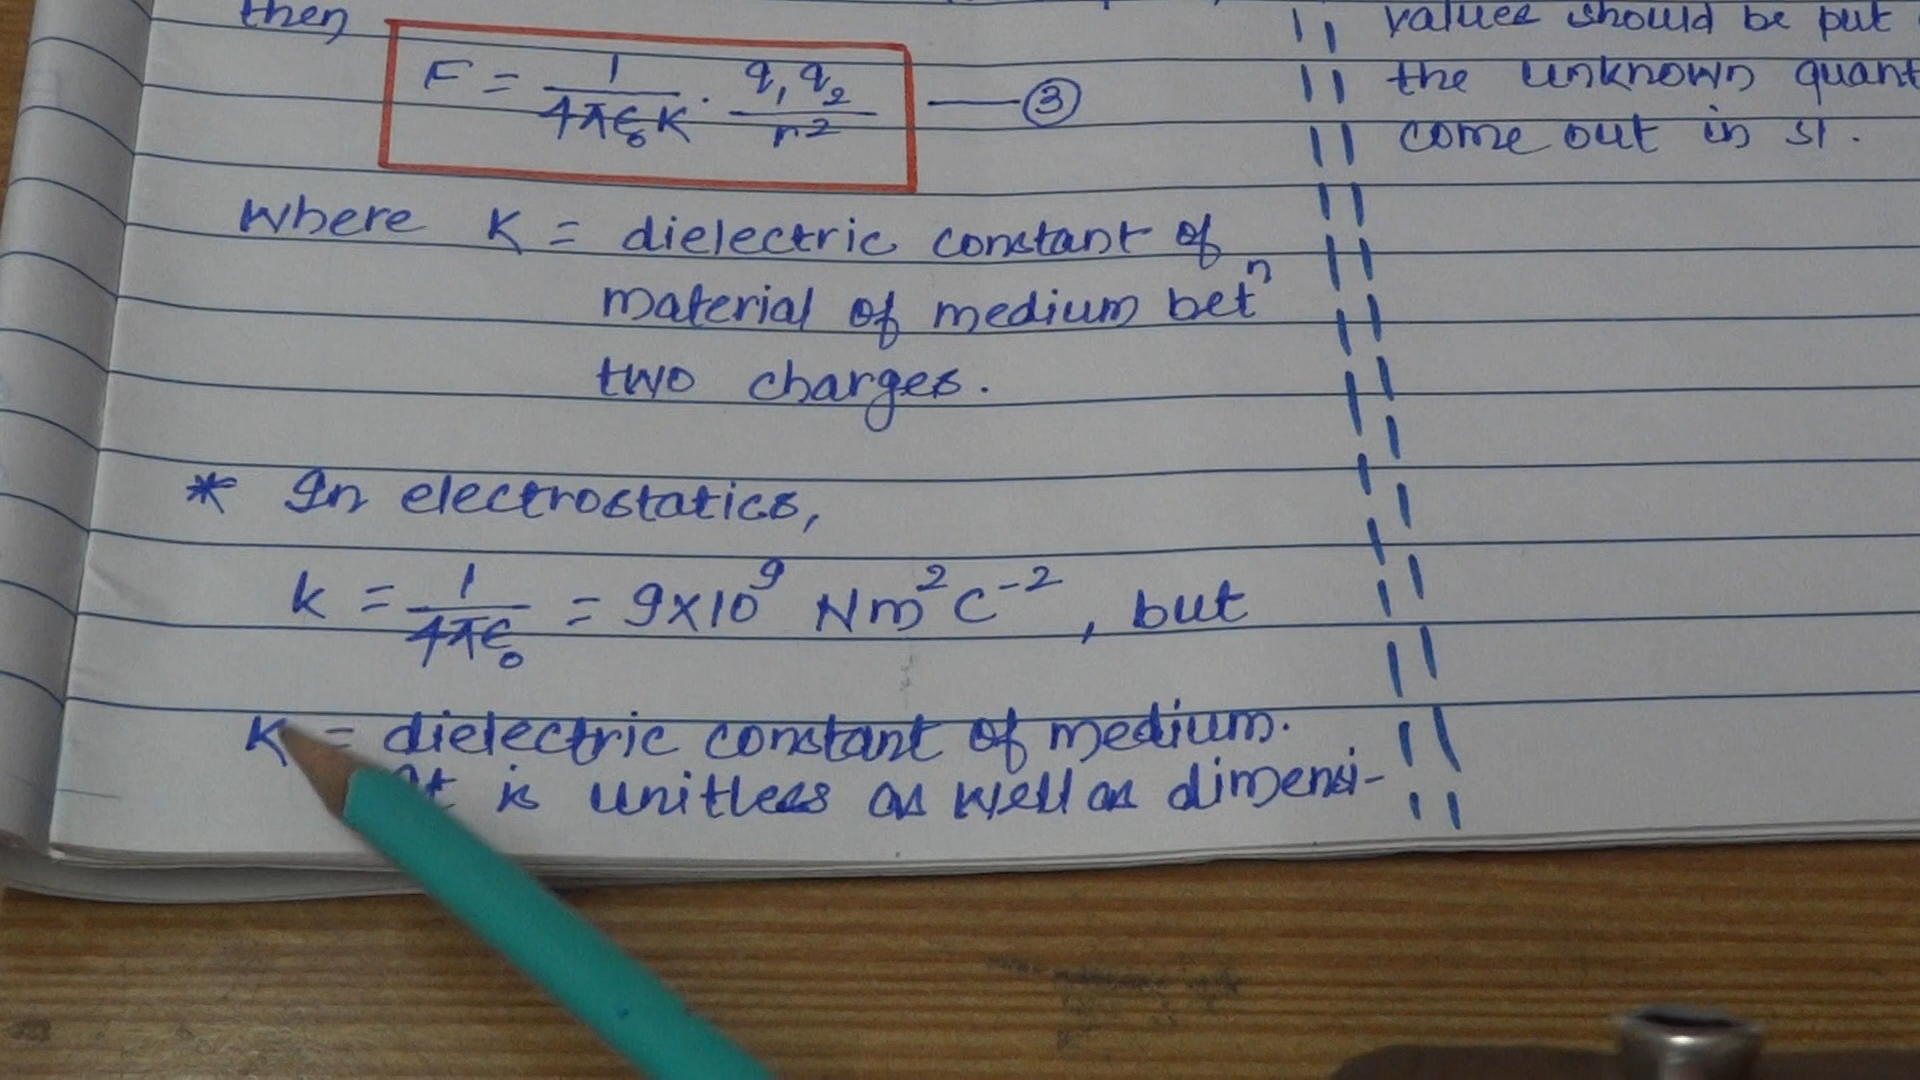 then
F = 1/4πε₀K · q₁q₂/r² —— ③
where K = dielectric constant of
material of medium betⁿ
two charges.
* In electrostatics,
k = 1/4πε₀ = 9×10⁹ Nm²C⁻², but
K = dielectric constant of medium.
It is unitless as well as dimensi-
values should be put
the unknown quant
come out in SI.